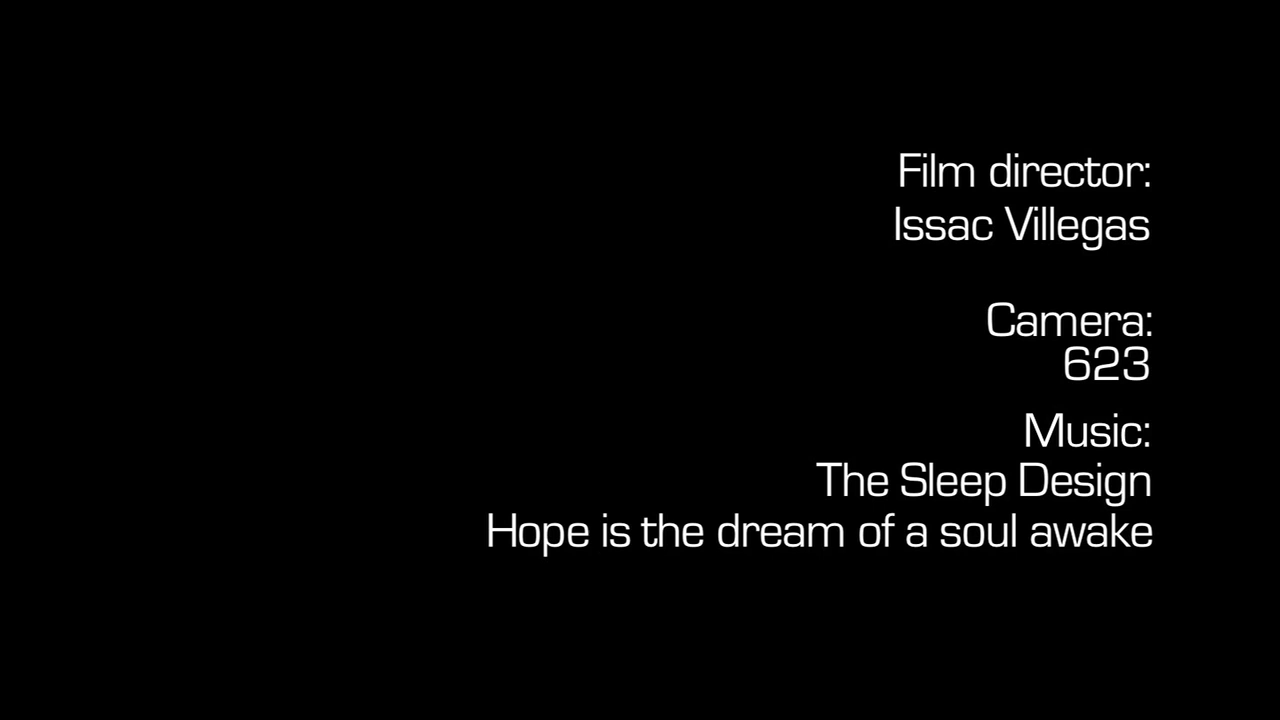 Film director:
Issac Villegas
Camera:
623
Music:
The Sleep Design
Hope is the dream of a soul awake